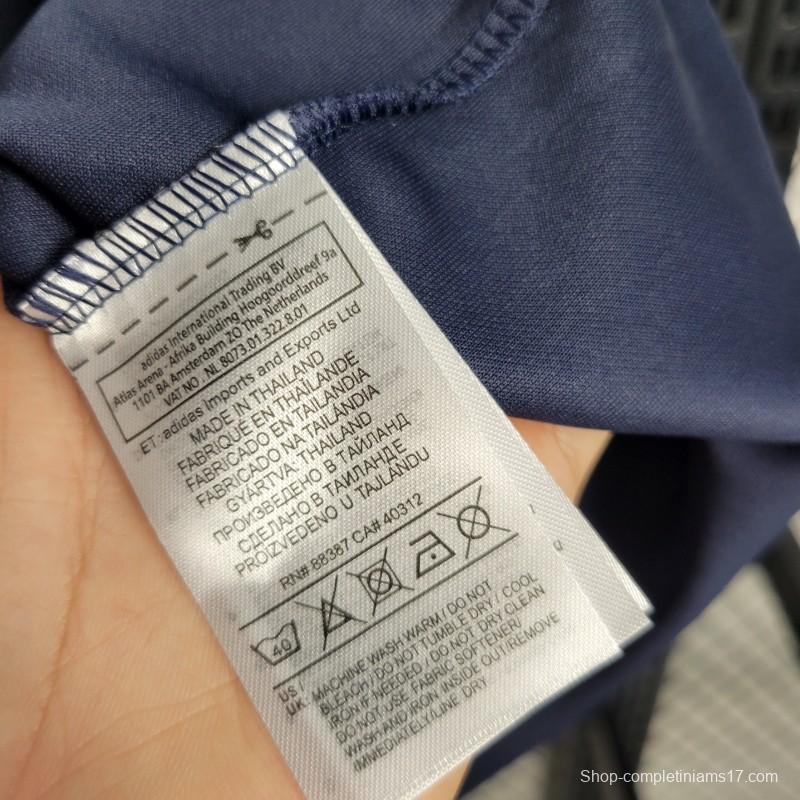 adidas International Trading BV
Atlas Arena - Afrika Building Hoogoorddreef 9a
1101 BA Amsterdam ZO The Netherlands
VAT NO . NL 8073.01.322.B.01
ET.:adidas Imports and Exports Ltd
MADE IN THAILAND
FABRIQUÉ EN THAÏLANDE
FABRICADO EN TAILANDIA
FABRICADO NA TAILÂNDIA
GYÁRTVA: THAILAND
ПРОИЗВЕДЕНО В ТАЙЛАНД
СДЕЛАНО В ТАИЛАНДЕ
PROIZVEDENO U TAJLANDU
RN# 88387 CA# 40312
40
US/
UK
MACHINE WASH WARM / DO NOT
BLEACH / DO NOT TUMBLE DRY / COOL
IRON IF NEEDED / DO NOT DRY CLEAN
DO NOT USE FABRIC SOFTENER/
WASH AND IRON INSIDE OUT/REMOVE
IMMEDIATELY/LINE DRY
Shop-completiniams17.com